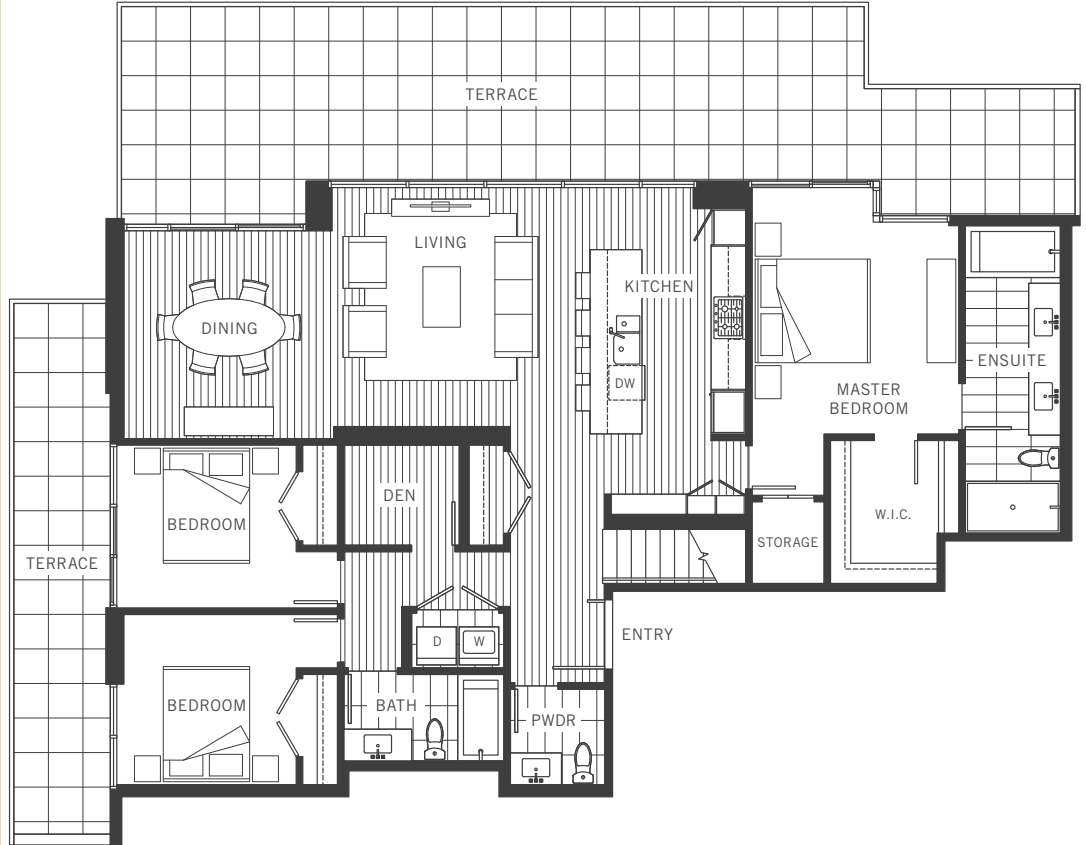 TERRACE
LIVING
KITCHEN
DINING
DW
ENSUITE
MASTER
BEDROOM
DEN
BEDROOM
W.I.C.
STORAGE
TERRACE
ENTRY
D
W
BEDROOM
BATH
PWDR